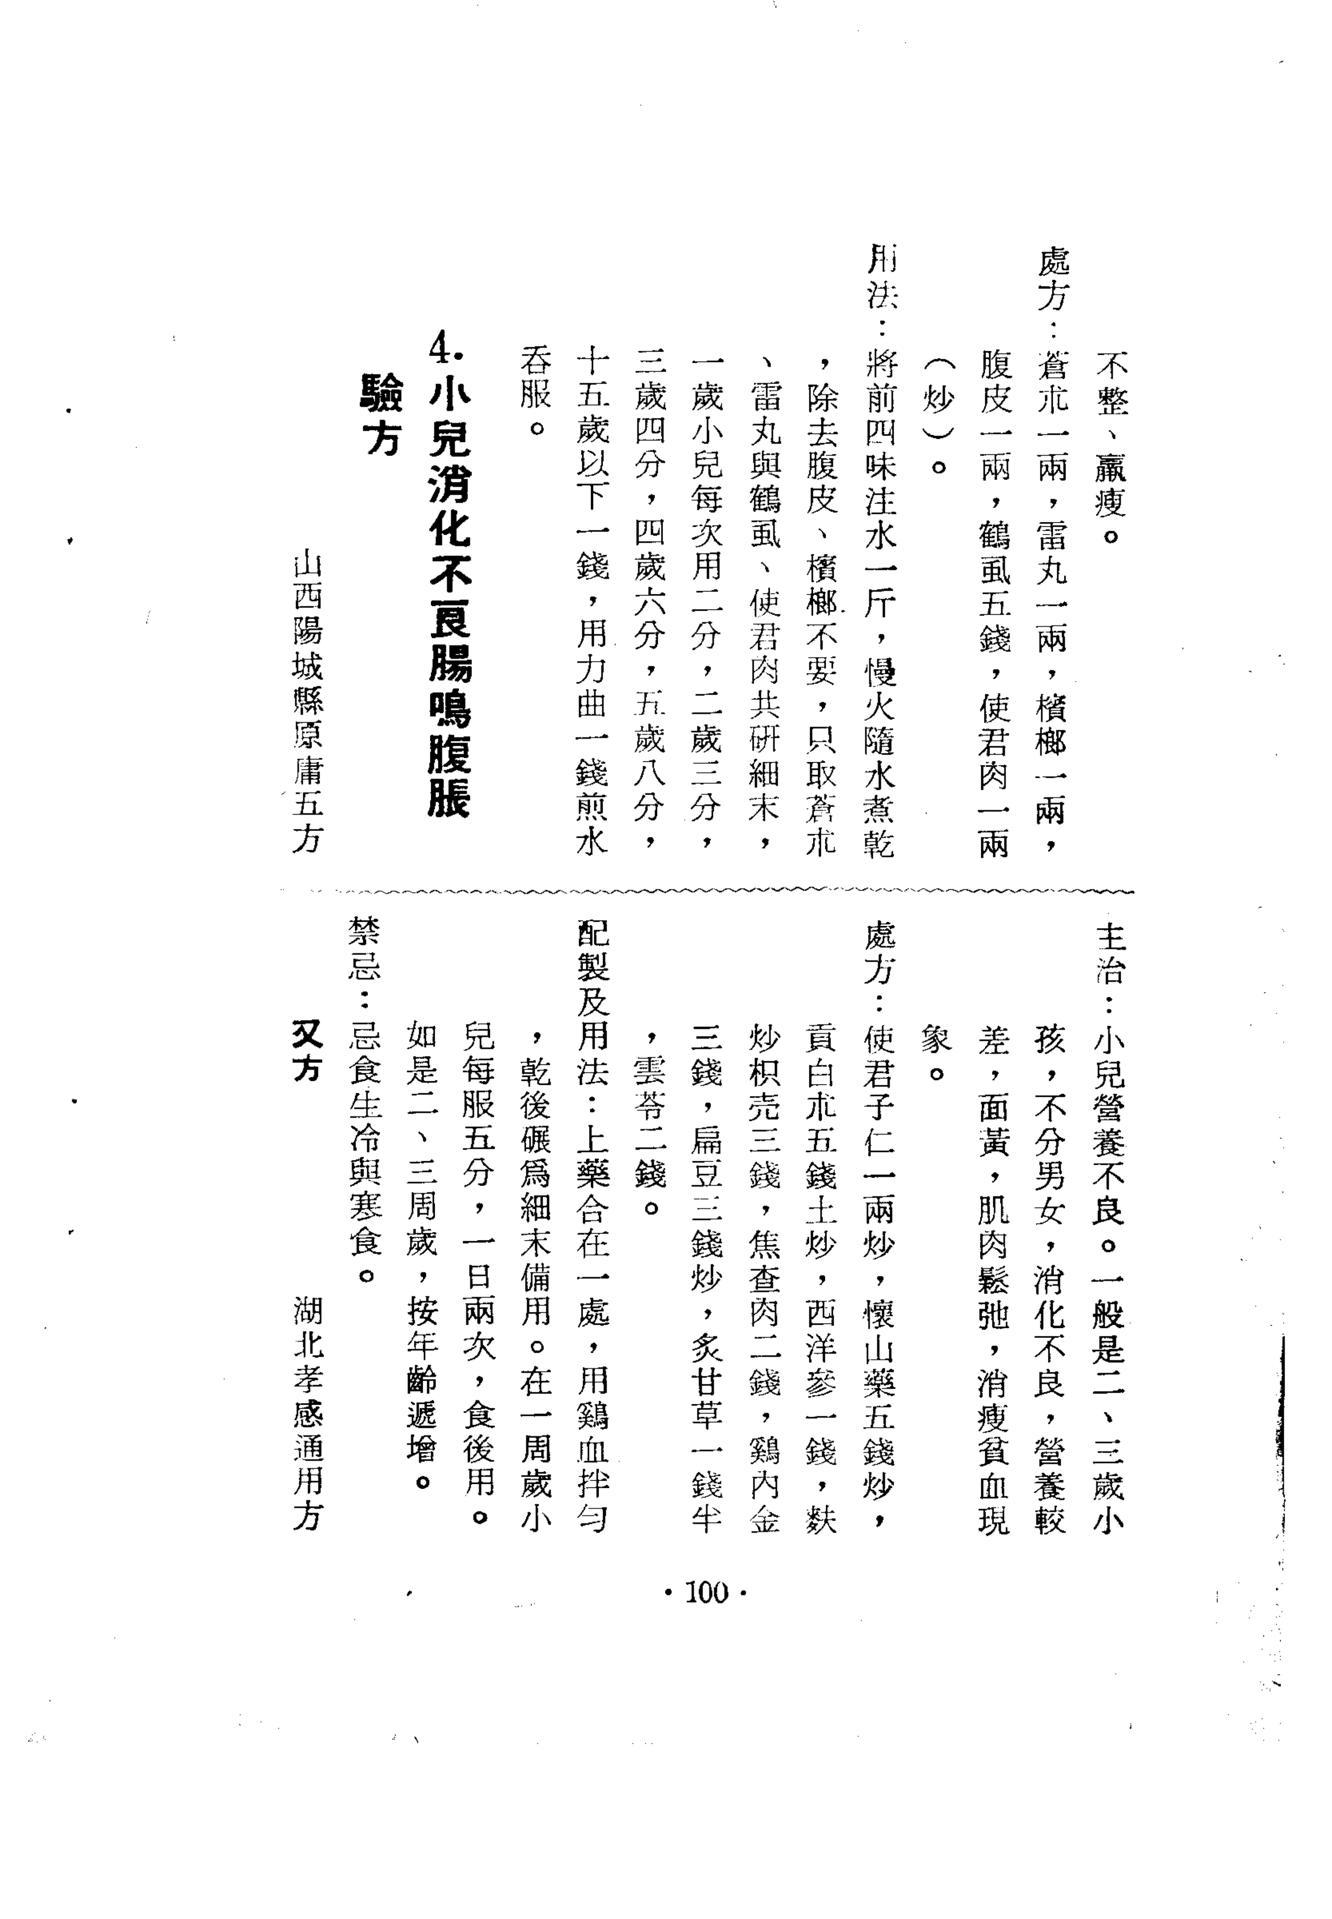 不整、羸瘦。
處方：蒼朮一兩，雷丸一兩，檳榔一兩，
腹皮一兩，鶴虱五錢，使君肉一兩
（炒）。
用法：將前四味注水一斤，慢火隨水煮乾
，除去腹皮、檳榔不要，只取蒼朮
、雷丸與鶴虱、使君肉共研細末，
一歲小兒每次用二分，二歲三分，
三歲四分，四歲六分，五歲八分，
十五歲以下一錢，用力曲一錢煎水
呑服。
4.小兒消化不良腸鳴腹脹
驗方
山西陽城縣原庸五方
主治：小兒營養不良。一般是二、三歲小
孩，不分男女，消化不良，營養較
差，面黃，肌肉鬆弛，消瘦貧血現
象。
處方：使君子仁一兩炒，懷山藥五錢炒，
貢白朮五錢土炒，西洋參一錢，麩
炒枳壳三錢，焦查肉二錢，鷄內金
三錢，扁豆三錢炒，炙甘草一錢半
，雲苓二錢。
配製及用法：上藥合在一處，用鷄血拌勻
，乾後碾爲細末備用。在一周歲小
兒每服五分，一日兩次，食後用。
如是二、三周歲，按年齡遞增。
禁忌：忌食生冷與寒食。
又方
湖北孝感通用方
·100·